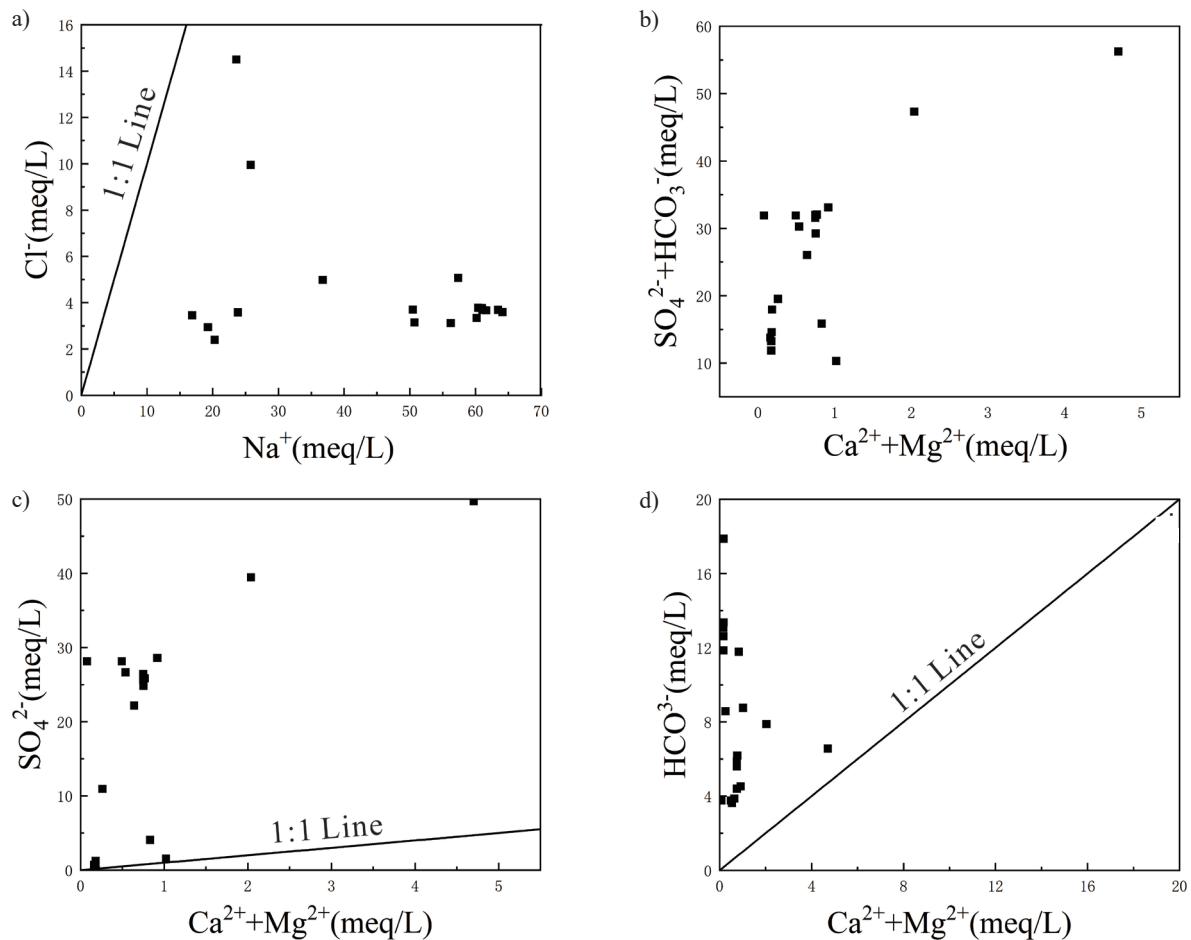 a)
16
14
12
10
8
6
4
2
0
Cl⁻(meq/L)
1:1 Line
0 10 20 30 40 50 60 70
Na⁺(meq/L)
b)
60
50
40
30
20
10
SO₄²⁻+HCO₃⁻(meq/L)
0 1 2 3 4 5
Ca²⁺+Mg²⁺(meq/L)
c)
50
40
30
20
10
0
SO₄²⁻(meq/L)
1:1 Line
0 1 2 3 4 5
Ca²⁺+Mg²⁺(meq/L)
d)
20
16
12
8
4
0
HCO³⁻(meq/L)
1:1 Line
0 4 8 12 16 20
Ca²⁺+Mg²⁺(meq/L)